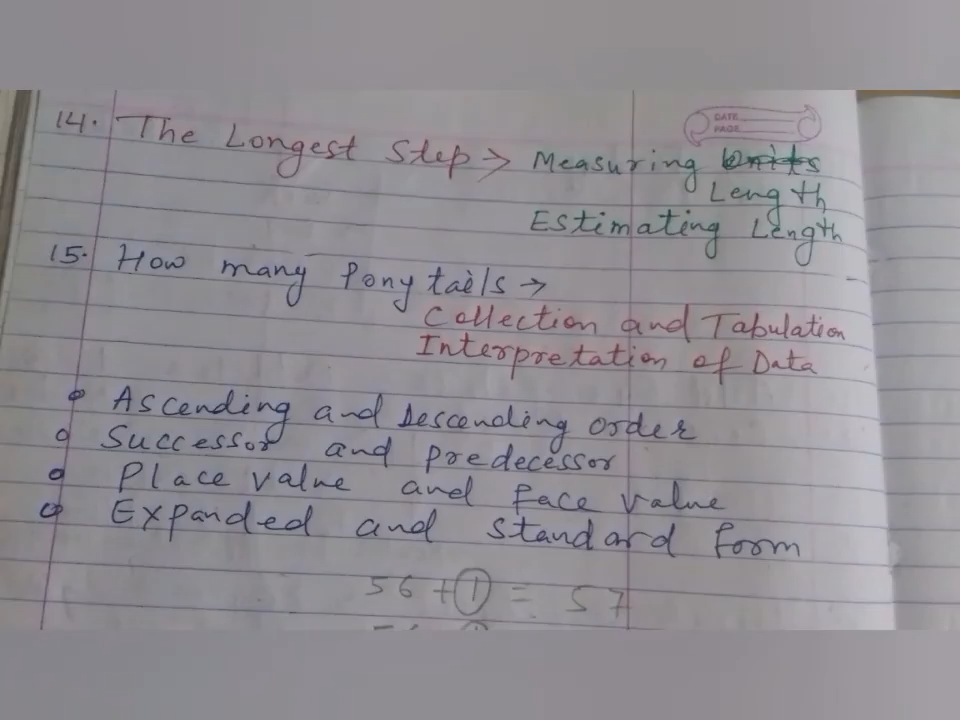 DATE
PAGE
14. The Longest Step → Measuring Units
Length
Estimating Length
15. How many Ponytails →
Collection and Tabulation
Interpretation of Data
Ascending and Descending order
Successor and predecessor
Place value and face value
Expanded and standard form
56 + 1 = 57